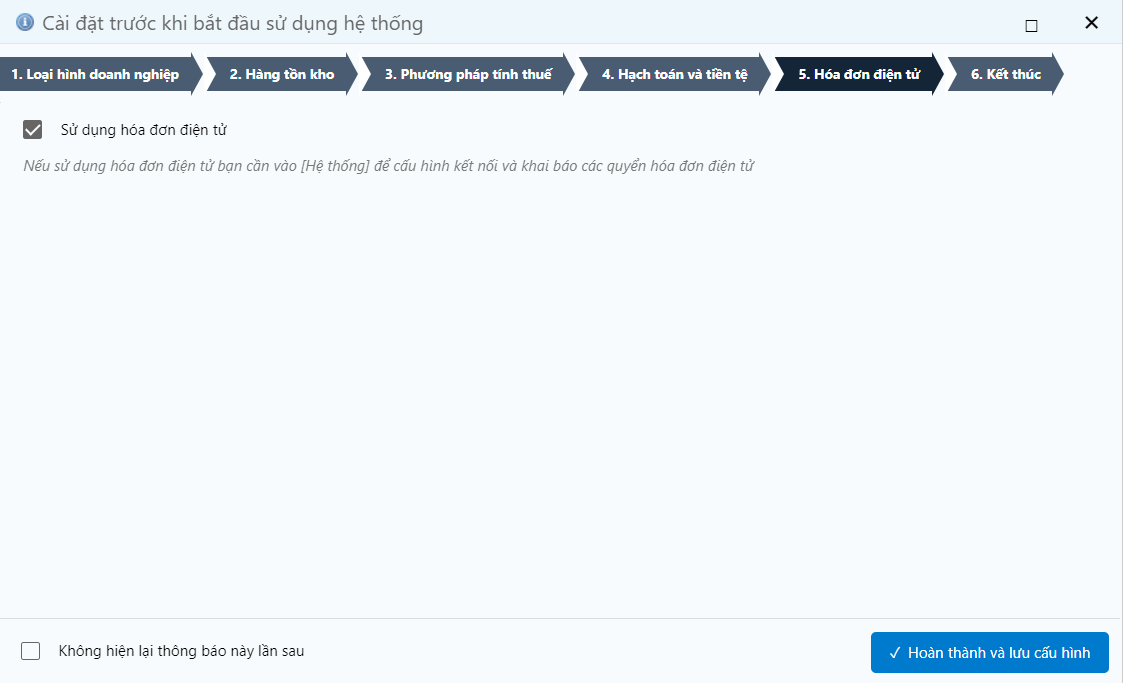 Cài đặt trước khi bắt đầu sử dụng hệ thống
1. Loại hình doanh nghiệp
2. Hàng tồn kho
3. Phương pháp tính thuế
4. Hạch toán và tiền tệ
5. Hóa đơn điện tử
6. Kết thúc
Sử dụng hóa đơn điện tử
Nếu sử dụng hóa đơn điện tử bạn cần vào [Hệ thống] để cấu hình kết nối và khai báo các quyển hóa đơn điện tử
Không hiện lại thông báo này lần sau
✓ Hoàn thành và lưu cấu hình